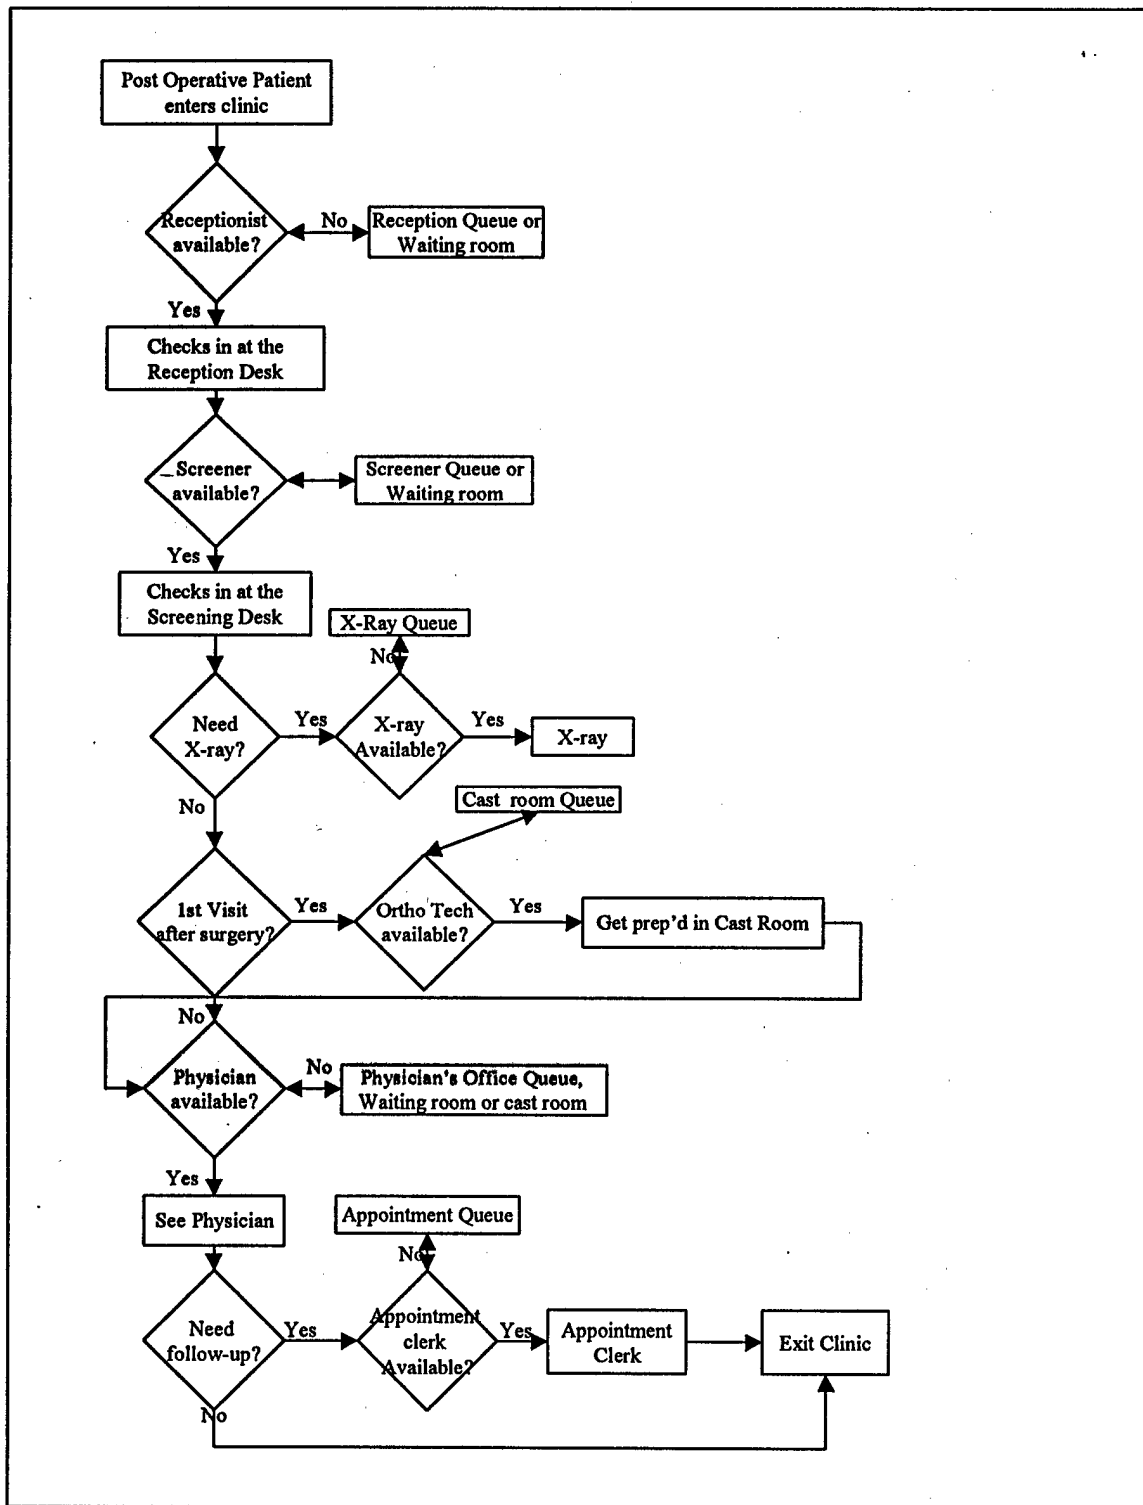 Post Operative Patient
enters clinic
Receptionist
available?
No
Reception Queue or
Waiting room
Yes
Checks in at the
Reception Desk
Screener
available?
Screener Queue or
Waiting room
Yes
Checks in at the
Screening Desk
X-Ray Queue
No
Need
X-ray?
Yes
X-ray
Available?
Yes
X-ray
No
Cast room Queue
1st Visit
after surgery?
Yes
Ortho Tech
available?
Yes
Get prep'd in Cast Room
No
Physician
available?
No
Physician's Office Queue,
Waiting room or cast room
Yes
See Physician
Appointment Queue
No
Need
follow-up?
Yes
Appointment
clerk
Available?
Yes
Appointment
Clerk
Exit Clinic
No